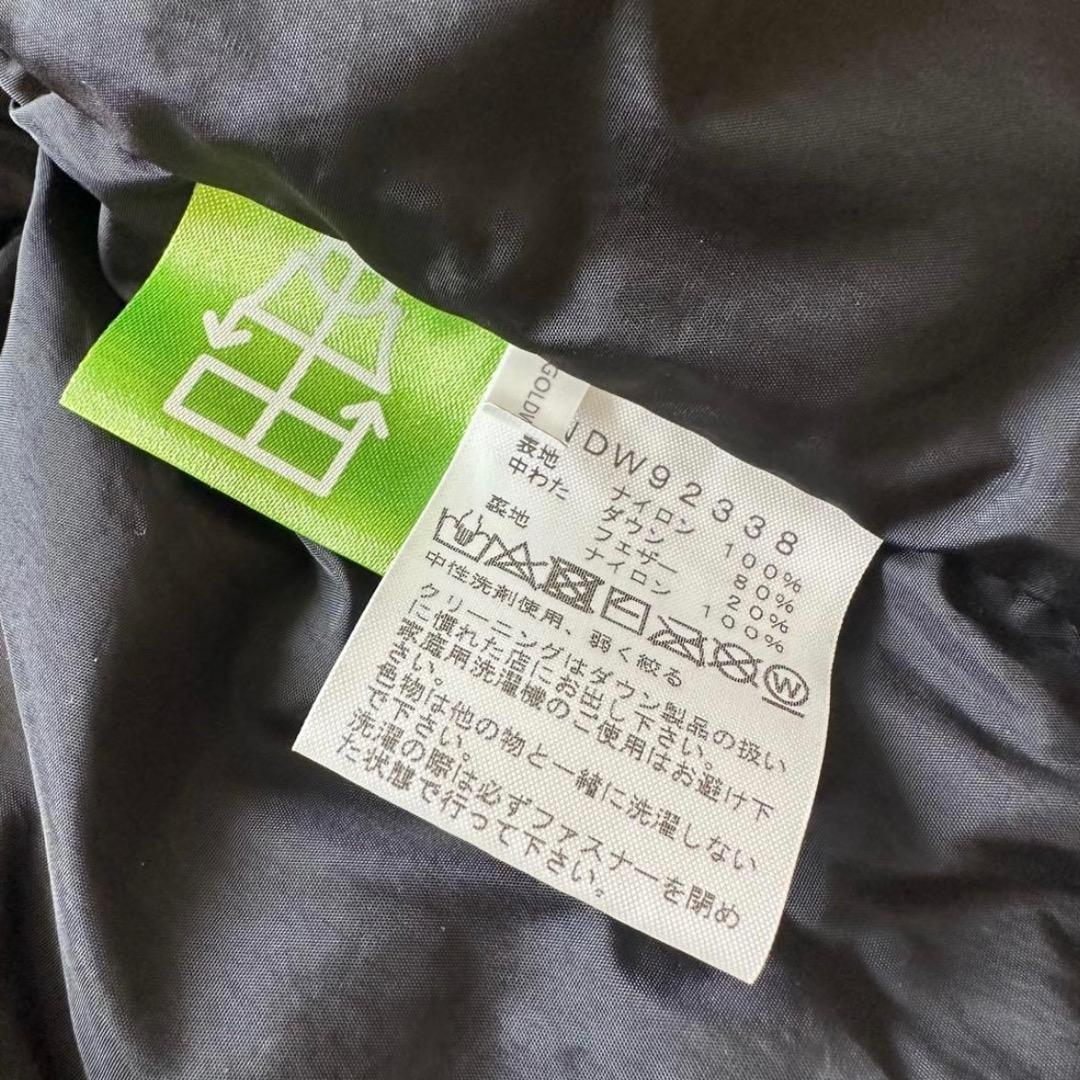 GOLDW
NDW92338
表地 ナイロン 100%
中わた ダウン 80%
フェザー 20%
裏地 ナイロン 100%
W
中性洗剤使用、弱く絞る
クリーニングはダウン製品の扱い
に慣れた店にお出し下さい。
家庭用洗濯機のご使用はお避け下
さい。
色物は他の物と一緒に洗濯しない
で下さい。
洗濯の際は必ずファスナーを閉め
た状態で行って下さい。